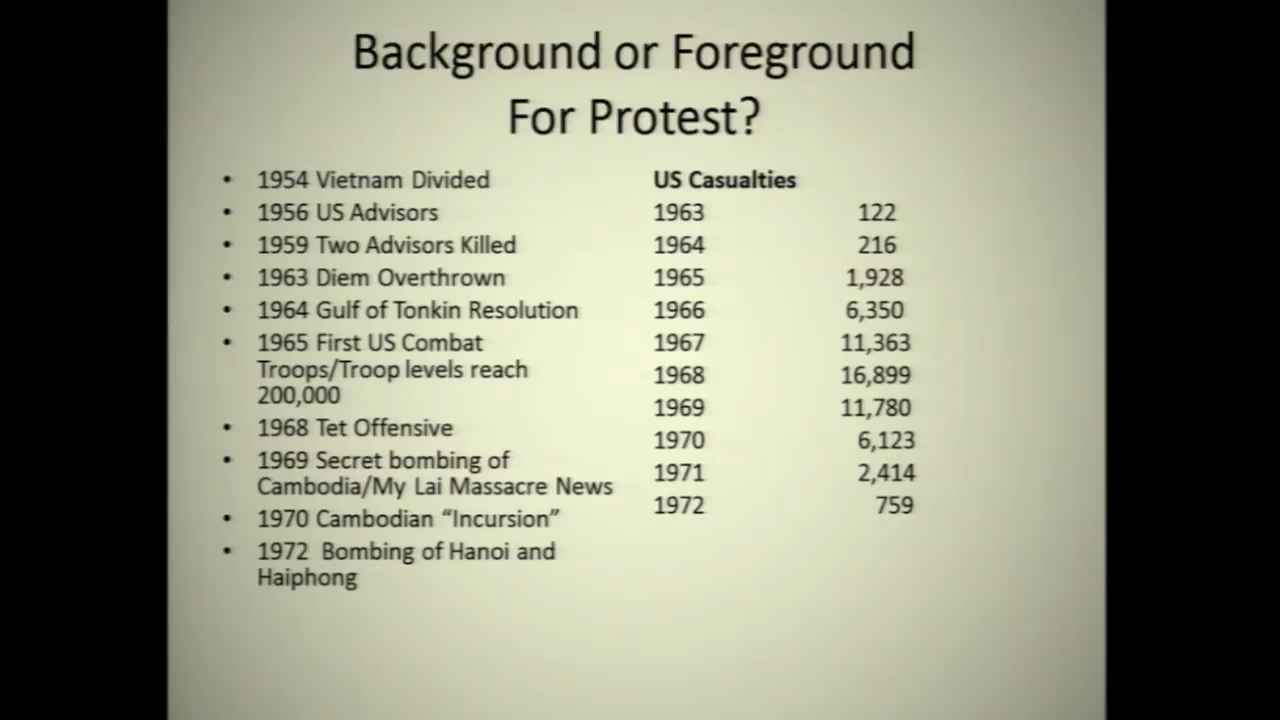 Background or Foreground
For Protest?
• 1954 Vietnam Divided
• 1956 US Advisors
• 1959 Two Advisors Killed
• 1963 Diem Overthrown
• 1964 Gulf of Tonkin Resolution
• 1965 First US Combat
Troops/Troop levels reach
200,000
• 1968 Tet Offensive
• 1969 Secret bombing of
Cambodia/My Lai Massacre News
• 1970 Cambodian “Incursion”
• 1972 Bombing of Hanoi and
Haiphong
US Casualties
1963 122
1964 216
1965 1,928
1966 6,350
1967 11,363
1968 16,899
1969 11,780
1970 6,123
1971 2,414
1972 759